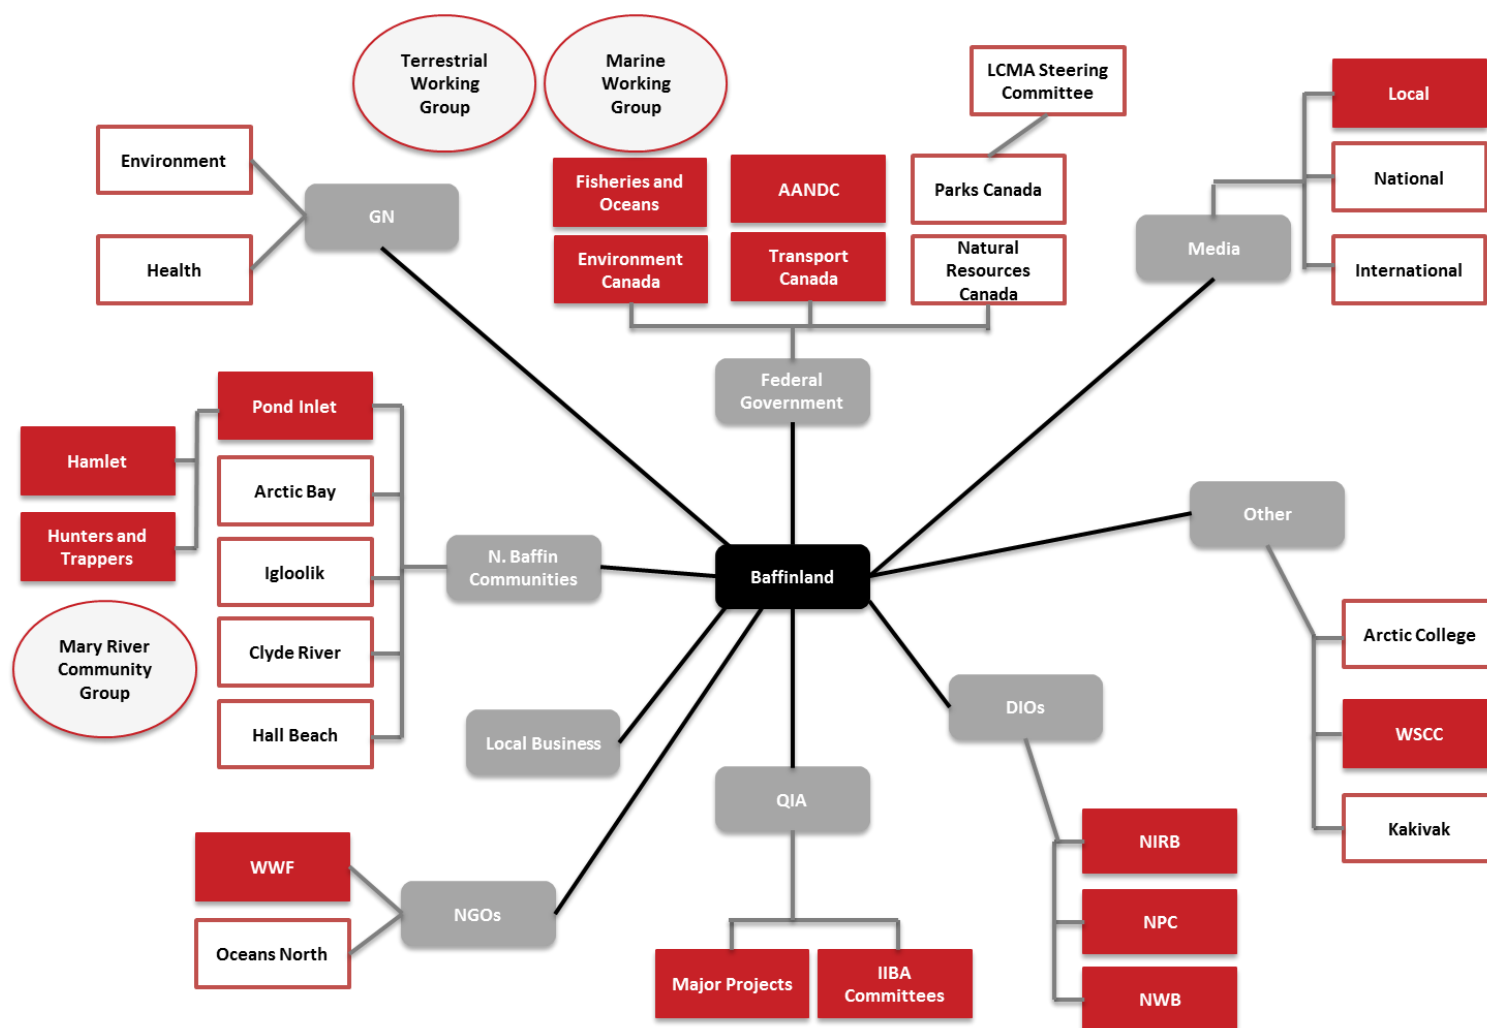 Terrestrial
Working
Group
Marine
Working
Group
LCMA Steering
Committee
Local
National
International
Media
Environment
Health
GN
Fisheries and
Oceans
AANDC
Parks Canada
Environment
Canada
Transport
Canada
Natural
Resources
Canada
Federal
Government
Pond Inlet
Hamlet
Hunters and
Trappers
Arctic Bay
Igloolik
Clyde River
Hall Beach
N. Baffin
Communities
Mary River
Community
Group
Baffinland
Other
Arctic College
WSCC
Kakivak
DIOs
NIRB
NPC
NWB
Local Business
QIA
Major Projects
IIBA
Committees
WWF
Oceans North
NGOs